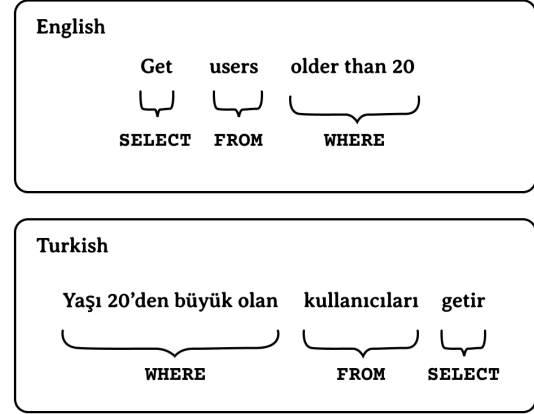 English
Get users older than 20
SELECT FROM WHERE
Turkish
Yaşı 20’den büyük olan kullanıcıları getir
WHERE FROM SELECT